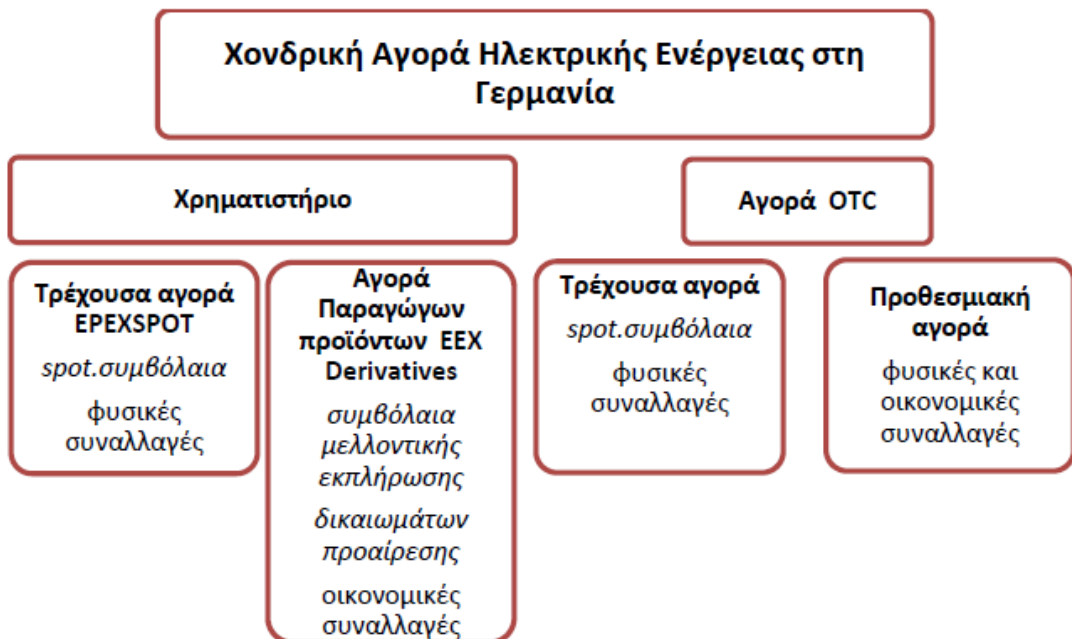 Χονδρική Αγορά Ηλεκτρικής Ενέργειας στη
Γερμανία
Χρηματιστήριο
Αγορά OTC
Τρέχουσα αγορά
EPEXSPOT
spot.συμβόλαια
φυσικές
συναλλαγές
Αγορά
Παραγώγων
προϊόντων EEX
Derivatives
συμβόλαια
μελλοντικής
εκπλήρωσης
δικαιωμάτων
προαίρεσης
οικονομικές
συναλλαγές
Τρέχουσα αγορά
spot.συμβόλαια
φυσικές
συναλλαγές
Προθεσμιακή
αγορά
φυσικές και
οικονομικές
συναλλαγές